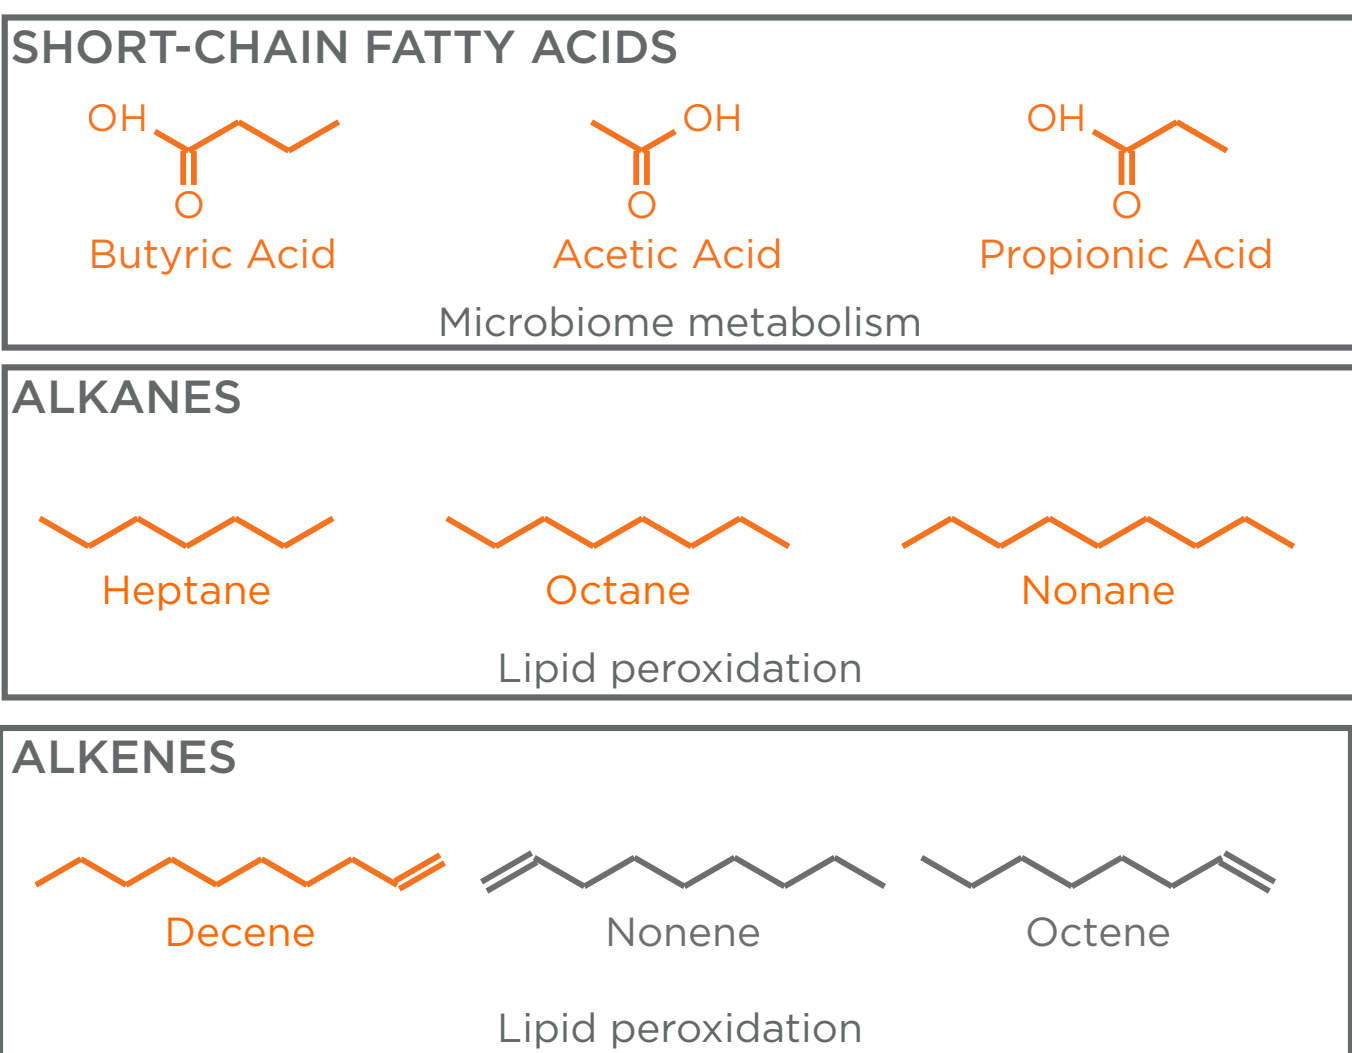 SHORT-CHAIN FATTY ACIDS
OH OH OH
O O O
Butyric Acid Acetic Acid Propionic Acid
Microbiome metabolism
ALKANES
Heptane Octane Nonane
Lipid peroxidation
ALKENES
Decene Nonene Octene
Lipid peroxidation